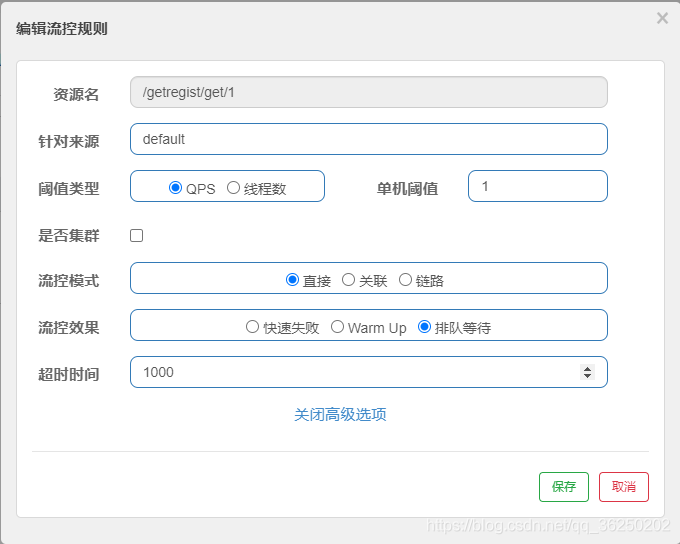 编辑流控规则 ×
资源名 /getregist/get/1
针对来源 default
阈值类型 QPS 线程数 单机阈值 1
是否集群
流控模式 直接 关联 链路
流控效果 快速失败 Warm Up 排队等待
超时时间 1000
关闭高级选项
保存 取消
https://blog.csdn.net/qq_36250202